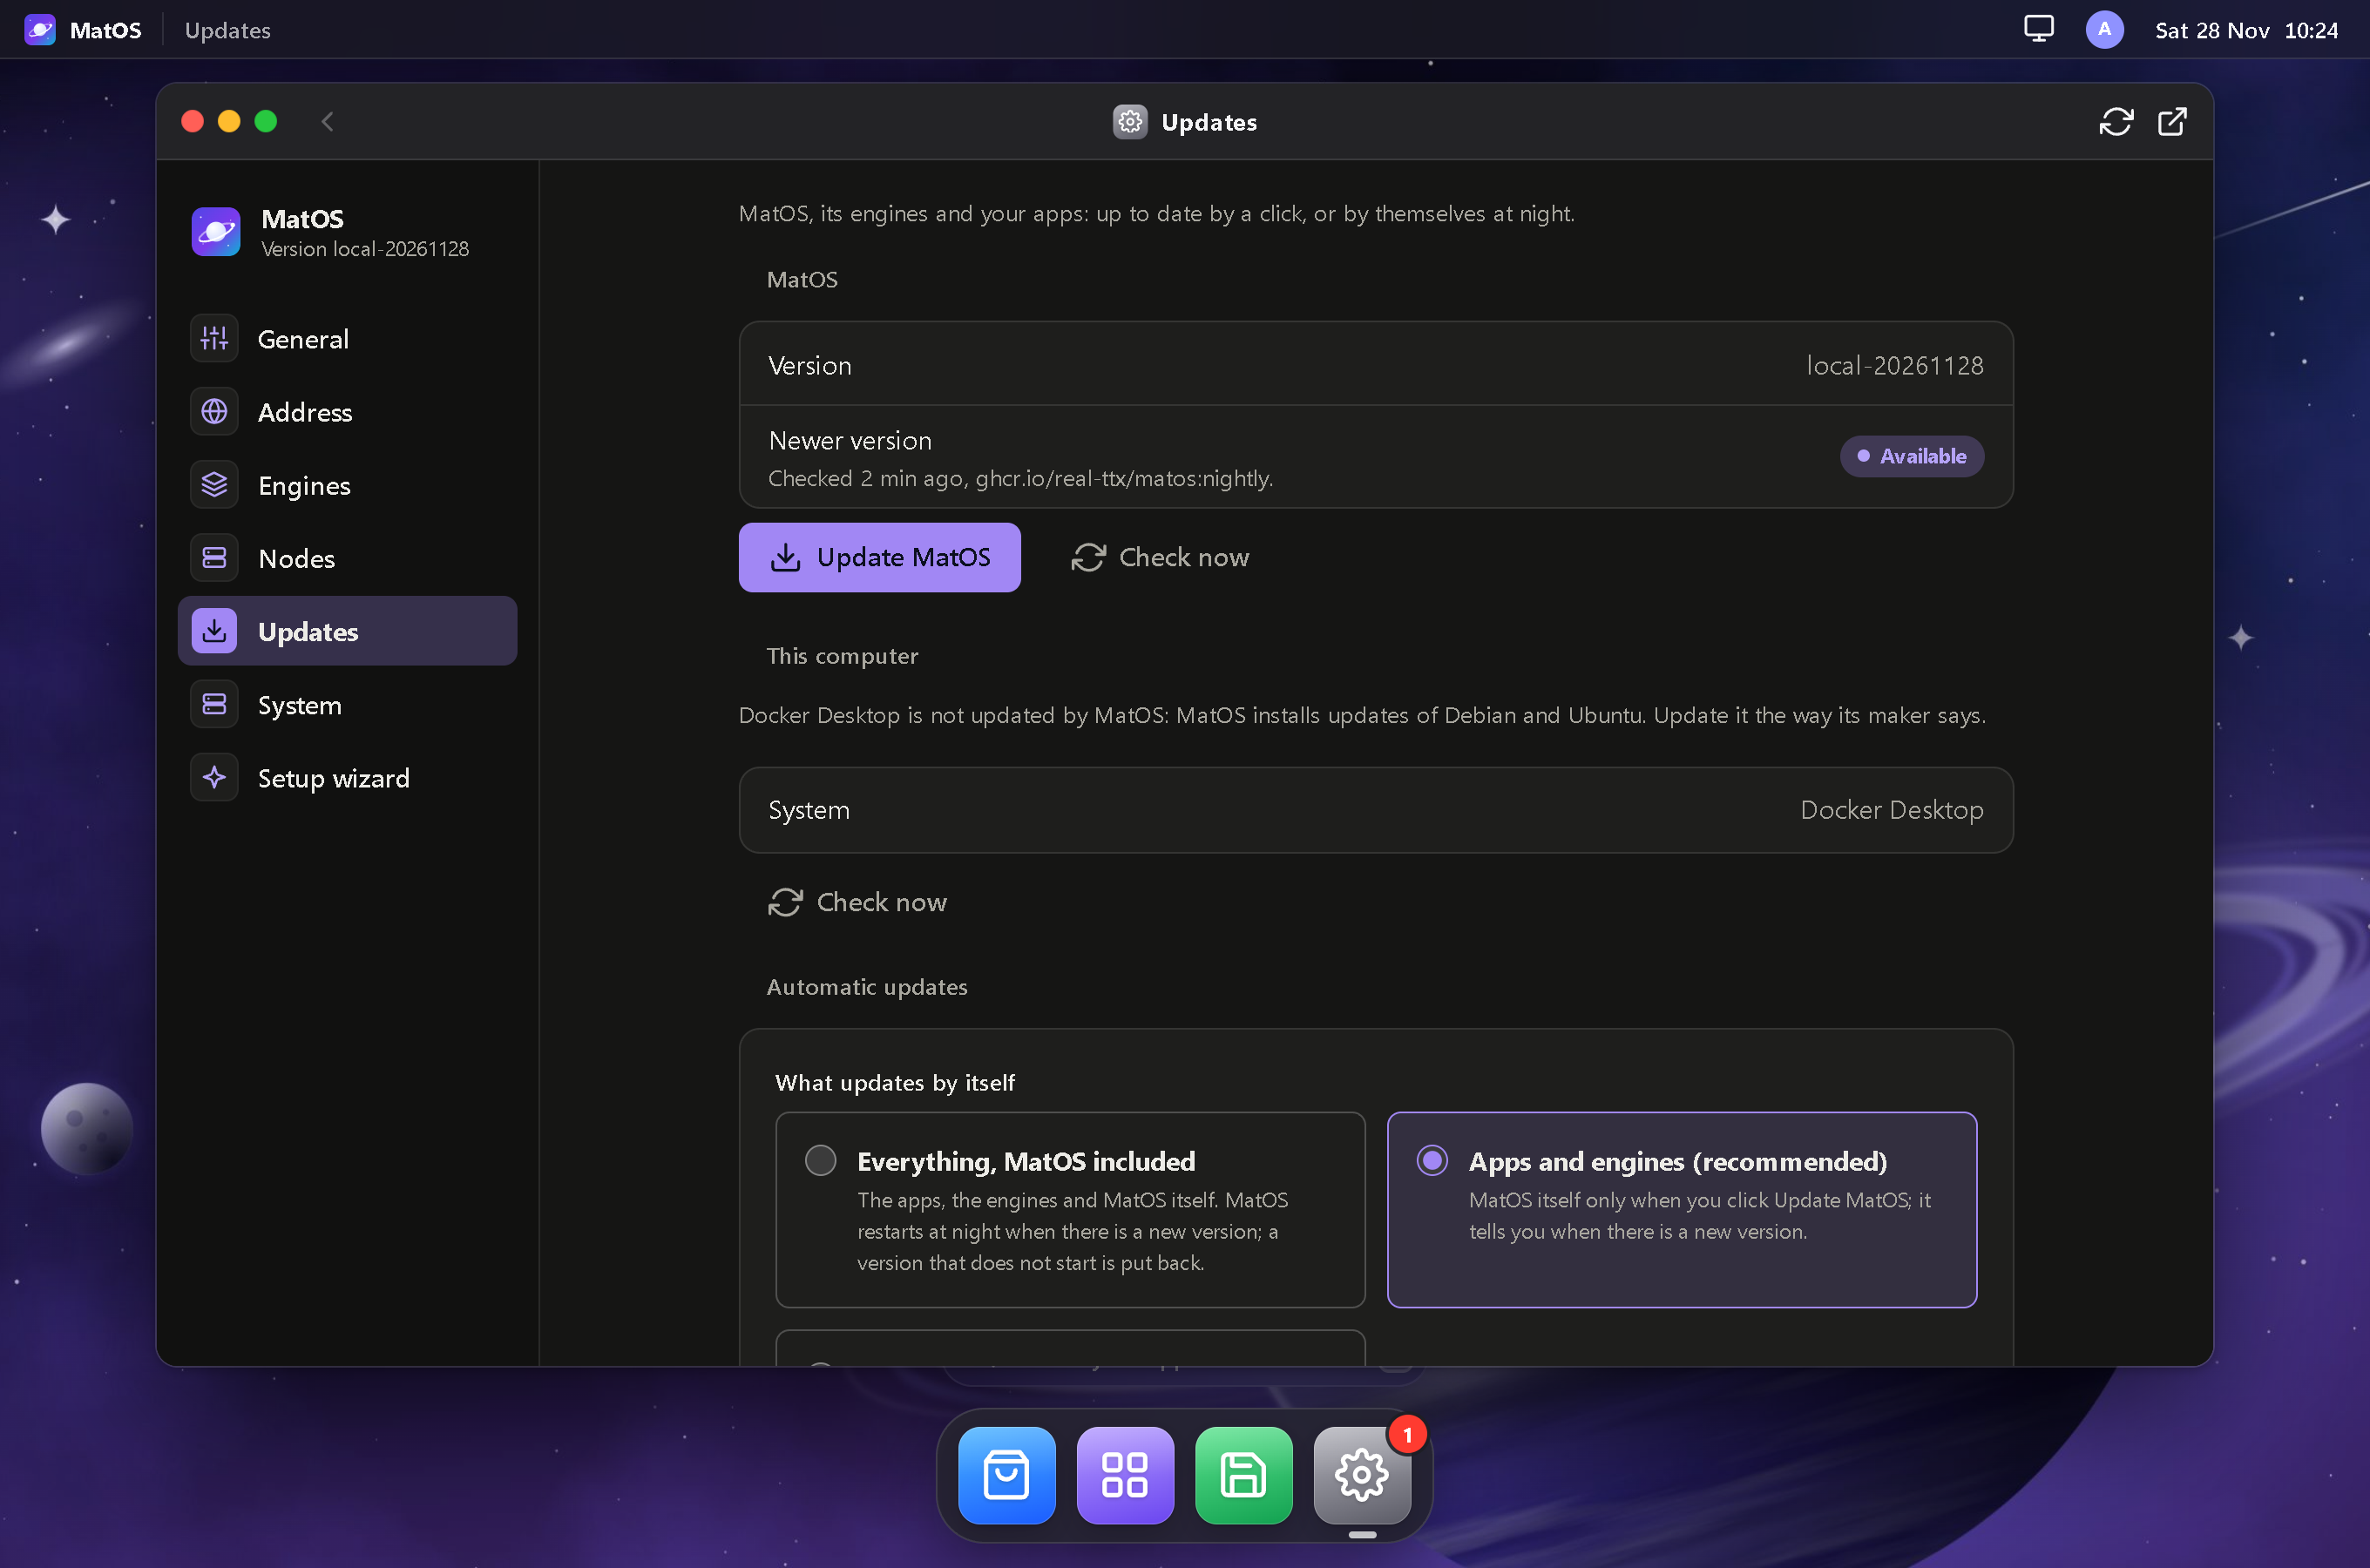 MatOS
Updates
A
Sat 28 Nov 10:24
Updates
MatOS
Version local-20261128
General
Address
Engines
Nodes
Updates
System
Setup wizard
MatOS, its engines and your apps: up to date by a click, or by themselves at night.
MatOS
Version
local-20261128
Newer version
Checked 2 min ago, ghcr.io/real-ttx/matos:nightly.
Available
Update MatOS
Check now
This computer
Docker Desktop is not updated by MatOS: MatOS installs updates of Debian and Ubuntu. Update it the way its maker says.
System
Docker Desktop
Check now
Automatic updates
What updates by itself
Everything, MatOS included
The apps, the engines and MatOS itself. MatOS
restarts at night when there is a new version; a
version that does not start is put back.
Apps and engines (recommended)
MatOS itself only when you click Update MatOS; it
tells you when there is a new version.
1